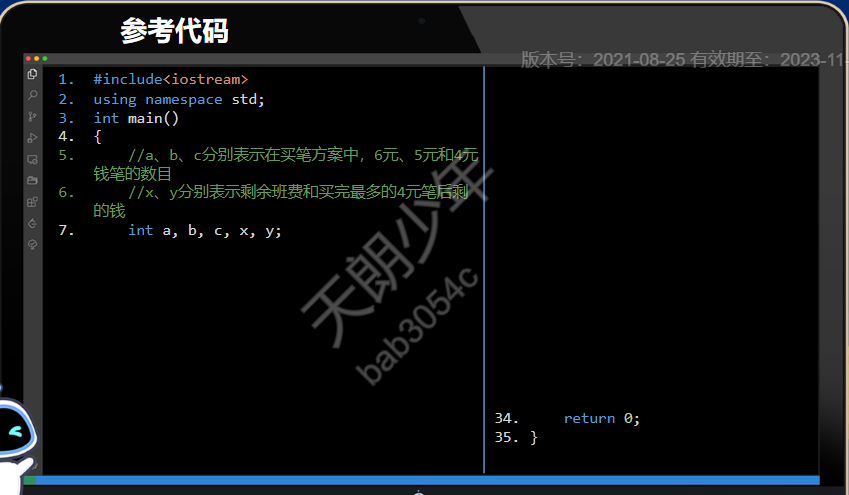 参考代码
版本号：2021-08-25 有效期至：2023-11-
1. #include<iostream>
2. using namespace std;
3. int main()
4. {
5. //a、b、c分别表示在买笔方案中，6元、5元和4元
钱笔的数目
6. //x、y分别表示剩余班费和买完最多的4元笔后剩
的钱
7. int a, b, c, x, y;
天朗少年
bab3054c
34. return 0;
35. }